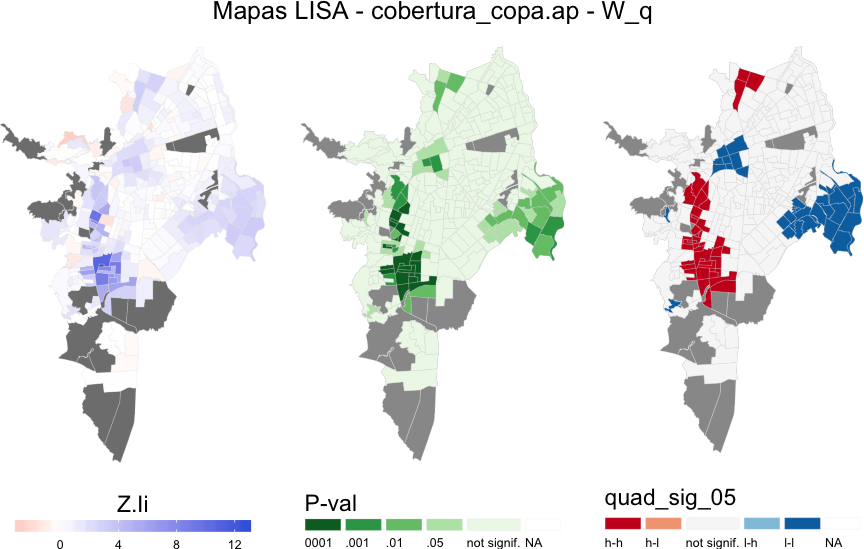 Mapas LISA - cobertura_copa.ap - W_q
Z.Ii
0 4 8 12
P-val
0001 .001 .01 .05 not signif. NA
quad_sig_05
h-h h-l not signif. l-h l-l NA